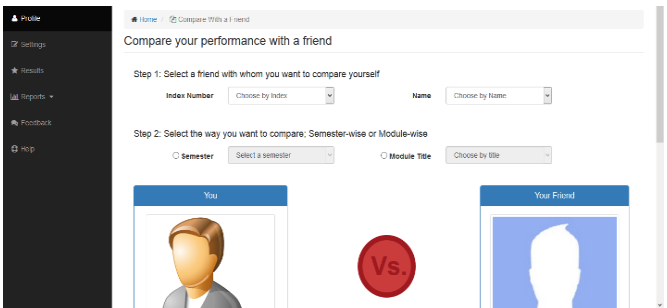 Profile
Settings
Results
Reports
Feedback
Help
Home / Compare With a Friend
Compare your performance with a friend
Step 1: Select a friend with whom you want to compare yourself
Index Number Choose by Index Name Choose by Name
Step 2: Select the way you want to compare; Semester-wise or Module-wise
Semester Select a semester Module Title Choose by title
You Your Friend
Vs.